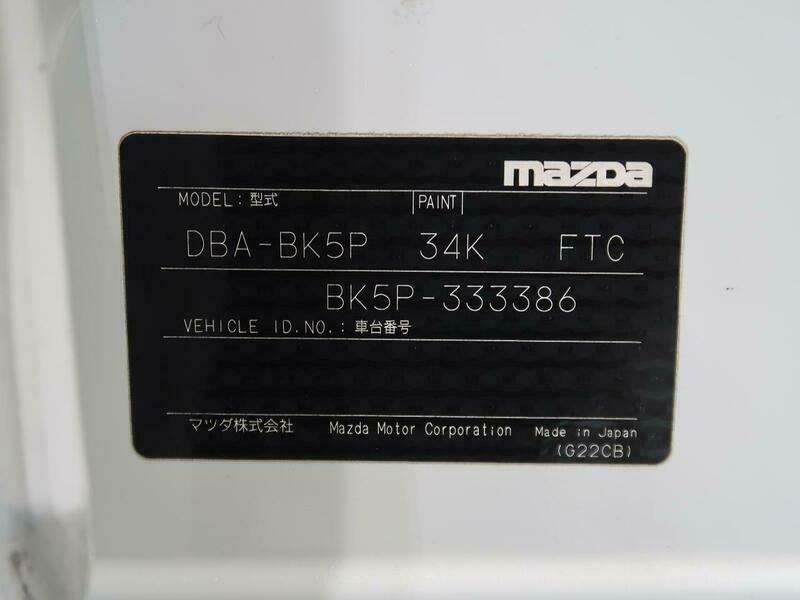 mazda
MODEL: 型式 PAINT
DBA-BK5P 34K FTC
BK5P-333386
VEHICLE ID.NO.: 車台番号
マツダ株式会社 Mazda Motor Corporation Made in Japan
(G22CB)